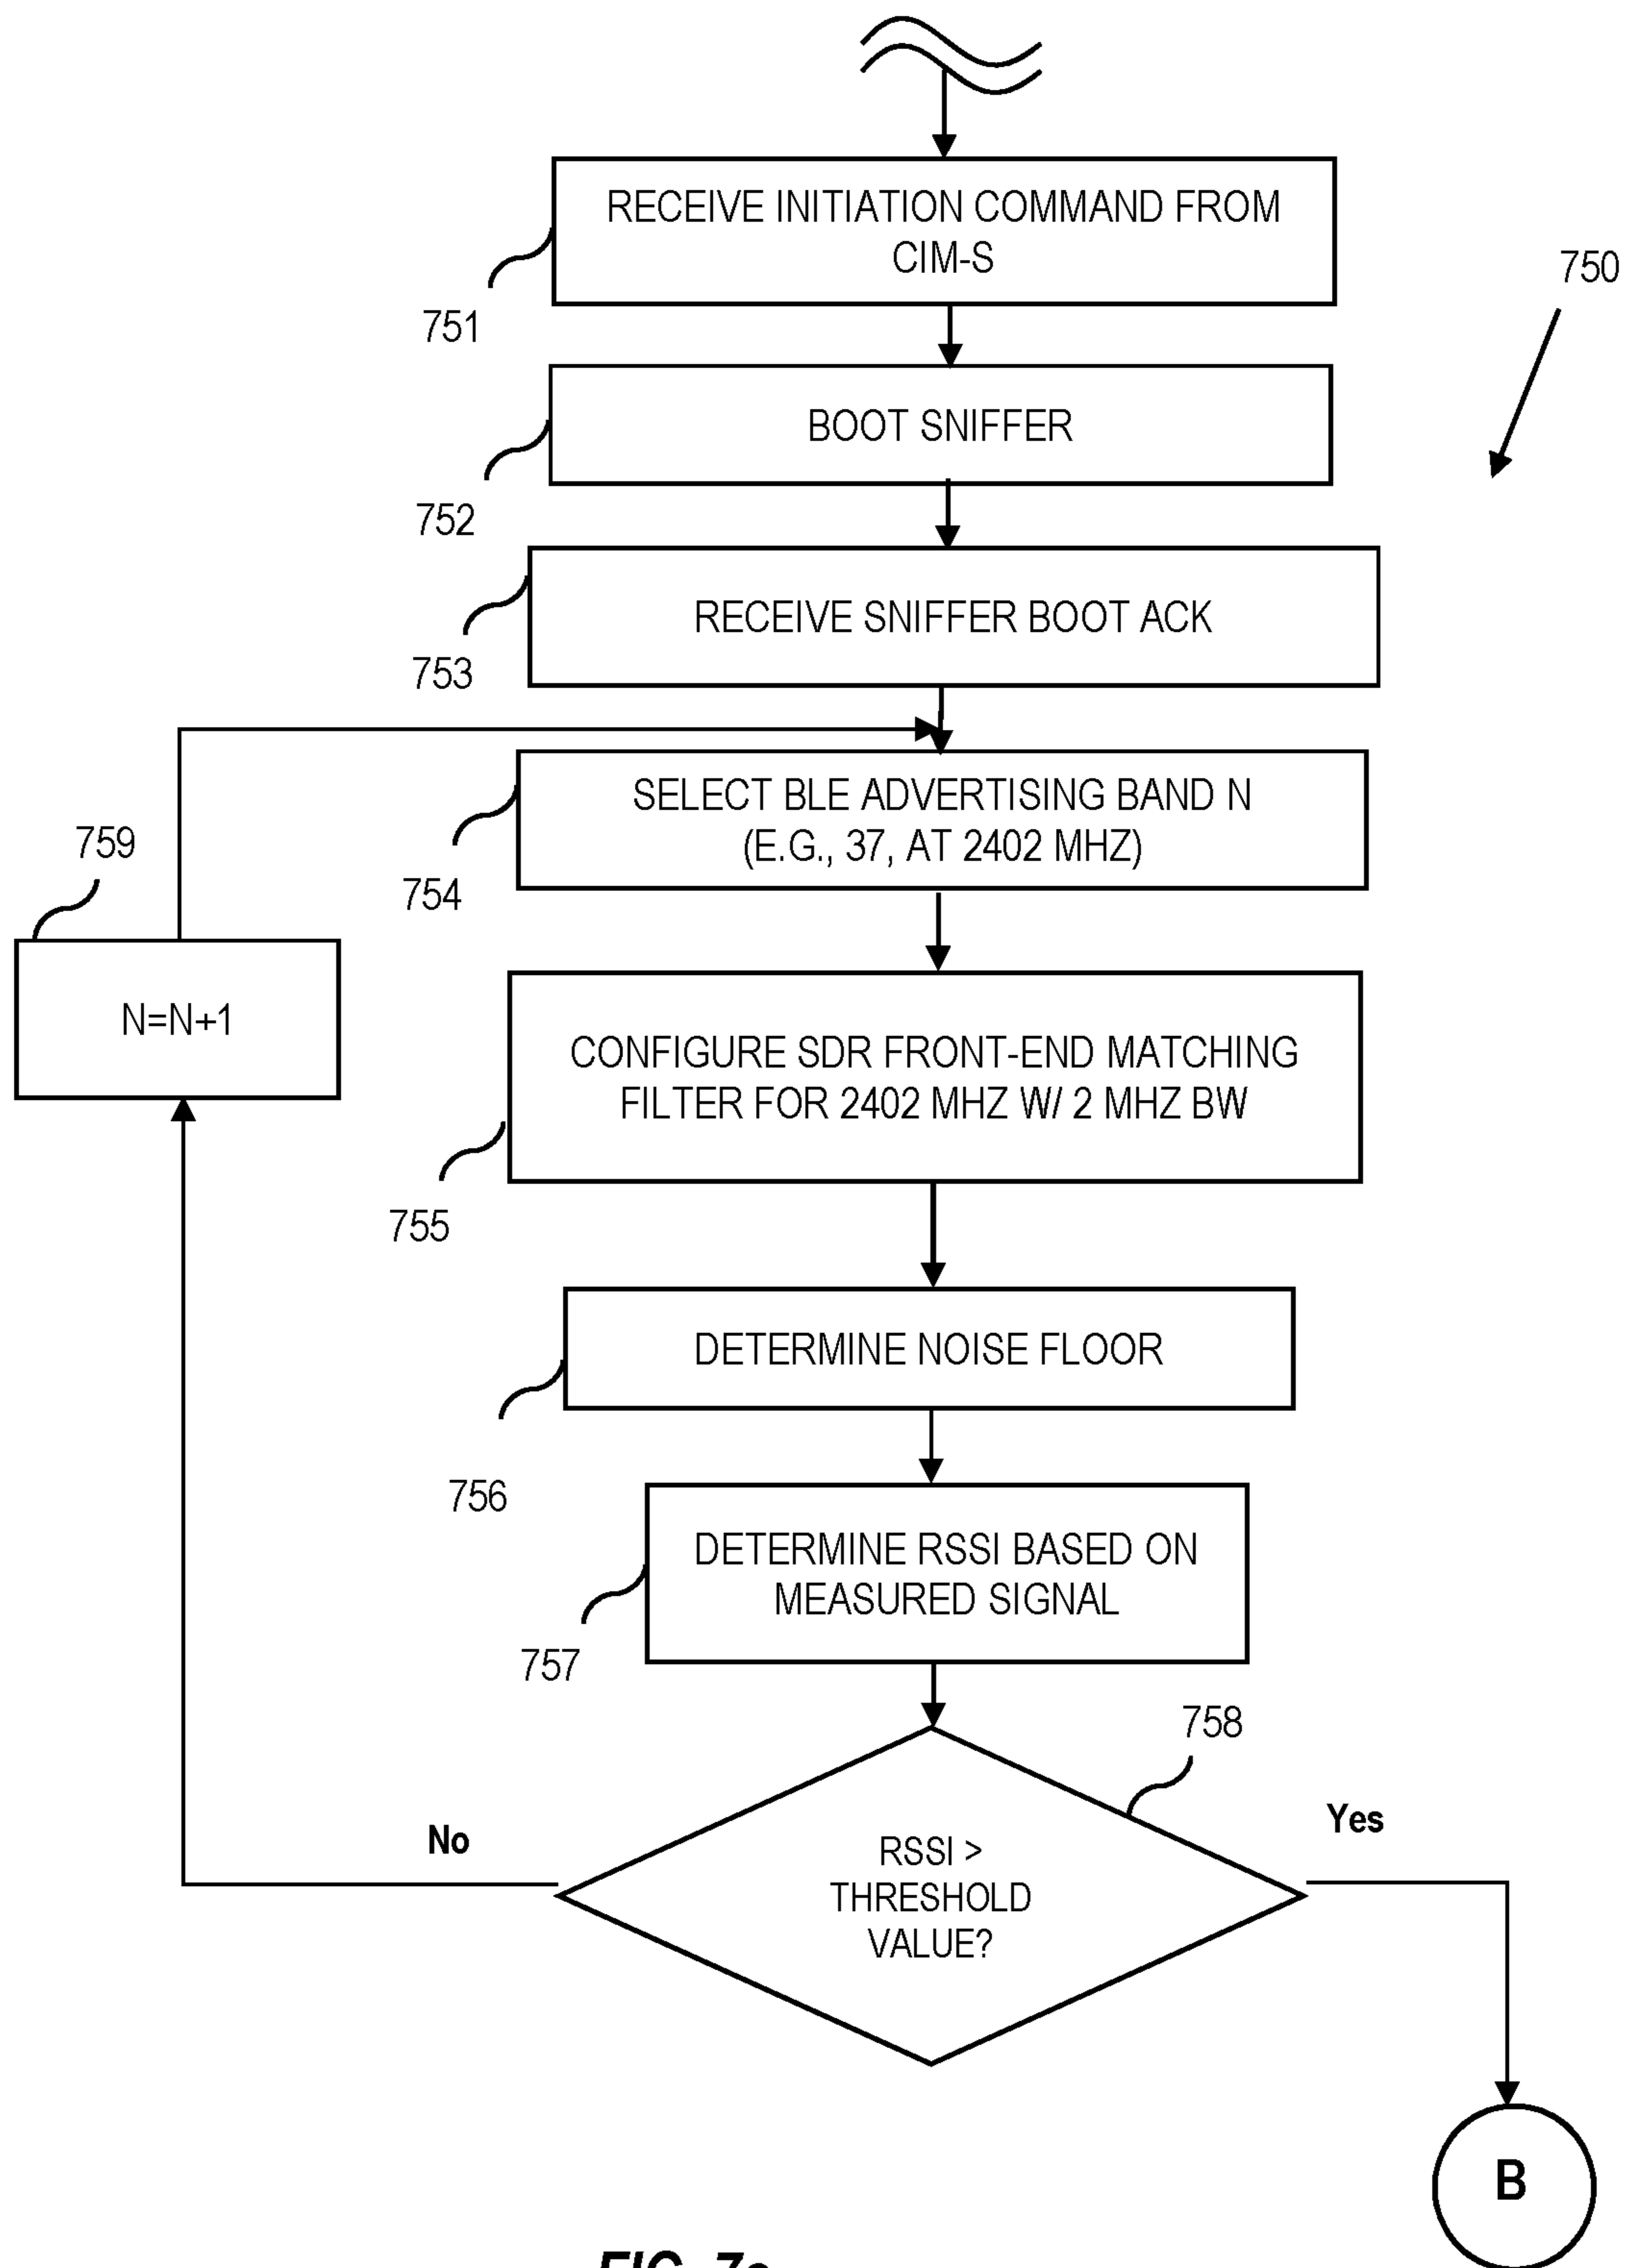 RECEIVE INITIATION COMMAND FROM
CIM-S
750
751
BOOT SNIFFER
752
RECEIVE SNIFFER BOOT ACK
753
SELECT BLE ADVERTISING BAND N
(E.G., 37, AT 2402 MHZ)
754
759
N=N+1
CONFIGURE SDR FRONT-END MATCHING
FILTER FOR 2402 MHZ W/ 2 MHZ BW
755
DETERMINE NOISE FLOOR
756
DETERMINE RSSI BASED ON
MEASURED SIGNAL
757
758
No
Yes
RSSI >
THRESHOLD
VALUE?
B